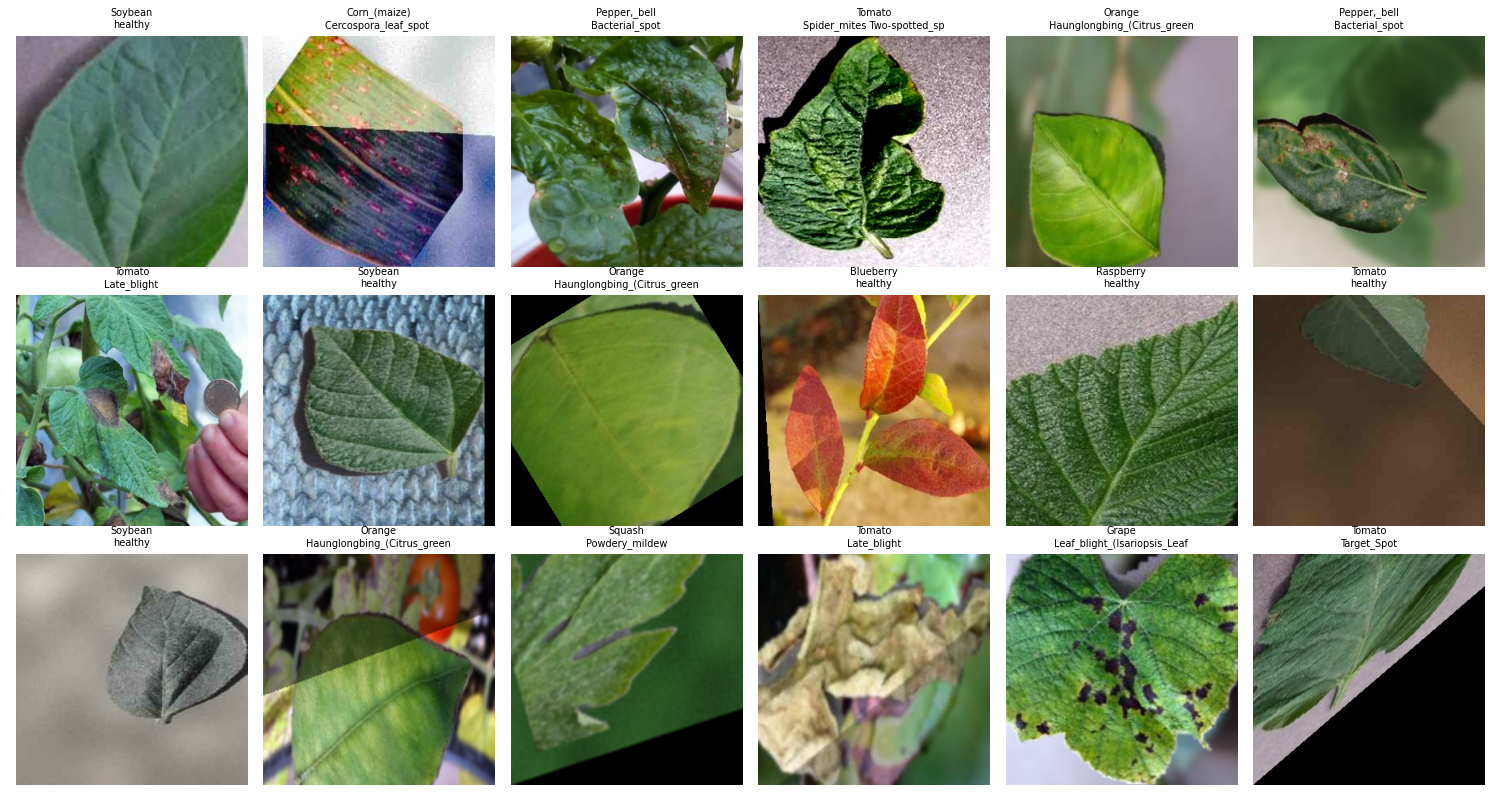 Soybean
healthy
Corn_(maize)
Cercospora_leaf_spot
Pepper,_bell
Bacterial_spot
Tomato
Spider_mites Two-spotted_sp
Orange
Haunglongbing_(Citrus_green
Pepper,_bell
Bacterial_spot
Tomato
Late_blight
Soybean
healthy
Orange
Haunglongbing_(Citrus_green
Blueberry
healthy
Raspberry
healthy
Tomato
healthy
Soybean
healthy
Orange
Haunglongbing_(Citrus_green
Squash
Powdery_mildew
Tomato
Late_blight
Grape
Leaf_blight_(Isariopsis_Leaf
Tomato
Target_Spot